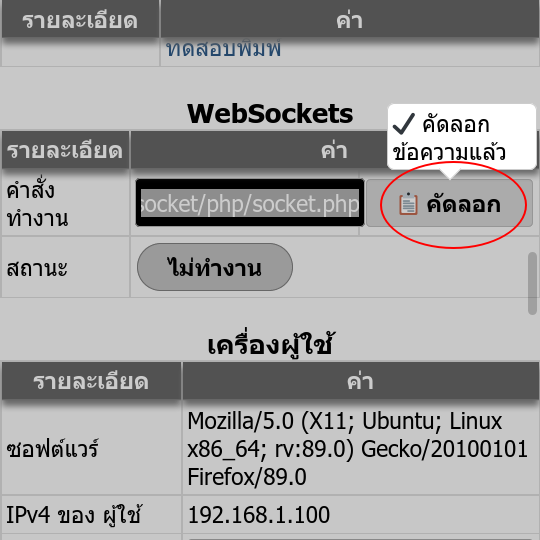 รายละเอียด ค่า
ทดสอบพิมพ์
WebSockets
รายละเอียด ค่า
✓ คัดลอก
ข้อความแล้ว
คำสั่ง
ทำงาน
socket/php/socket.php
คัดลอก
สถานะ ไม่ทำงาน
เครื่องผู้ใช้
รายละเอียด ค่า
ซอฟต์แวร์
Mozilla/5.0 (X11; Ubuntu; Linux
x86_64; rv:89.0) Gecko/20100101
Firefox/89.0
IPv4 ของ ผู้ใช้ 192.168.1.100